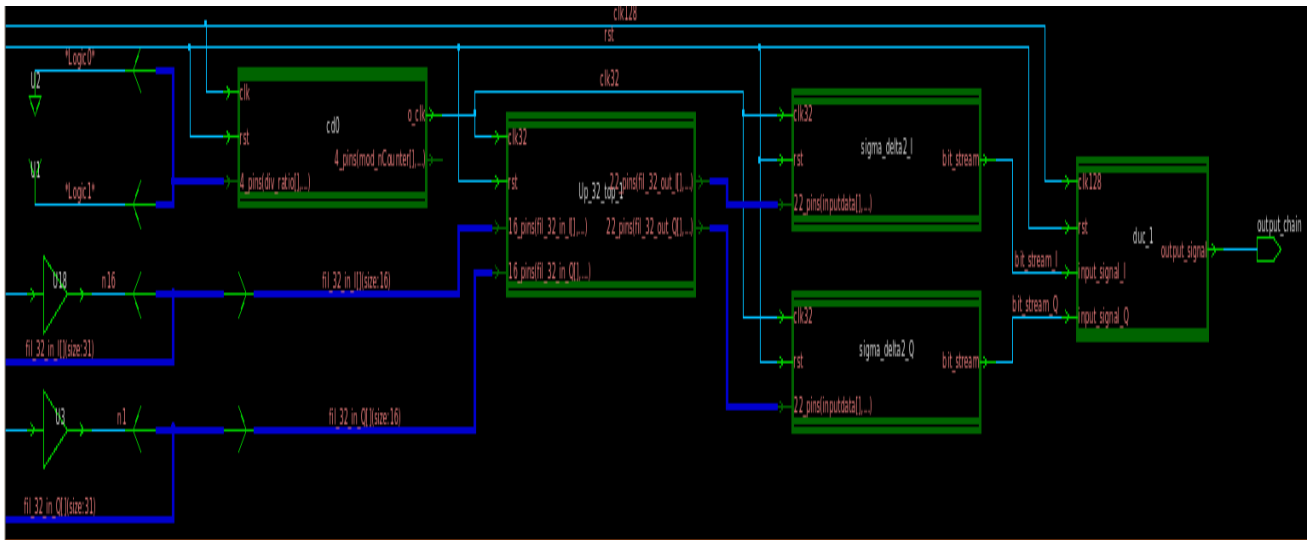 clk128
rst
*Logic0*
U2
U1
*Logic1*
clk
rst
4_pins(div_ratio[],...)
cd0
o_clk
4_pins(mod_nCounter[],...)
clk32
clk32
rst
16_pins(fil_32_in_I[],...)
16_pins(fil_32_in_Q[],...)
Up_32_top_1
22_pins(fil_32_out_I[],...)
22_pins(fil_32_out_Q[],...)
clk32
rst
22_pins(inputdata[],...)
sigma_delta2_I
bit_stream
clk32
rst
22_pins(inputdata[],...)
sigma_delta2_Q
bit_stream
bit_stream_I
bit_stream_Q
clk128
rst
input_signal_I
input_signal_Q
duc_1
output_signal
output_chain
U18
n16
fil_32_in_I[](size:16)
fil_32_in_I[](size:31)
U3
n1
fil_32_in_Q[](size:16)
fil_32_in_Q[](size:31)